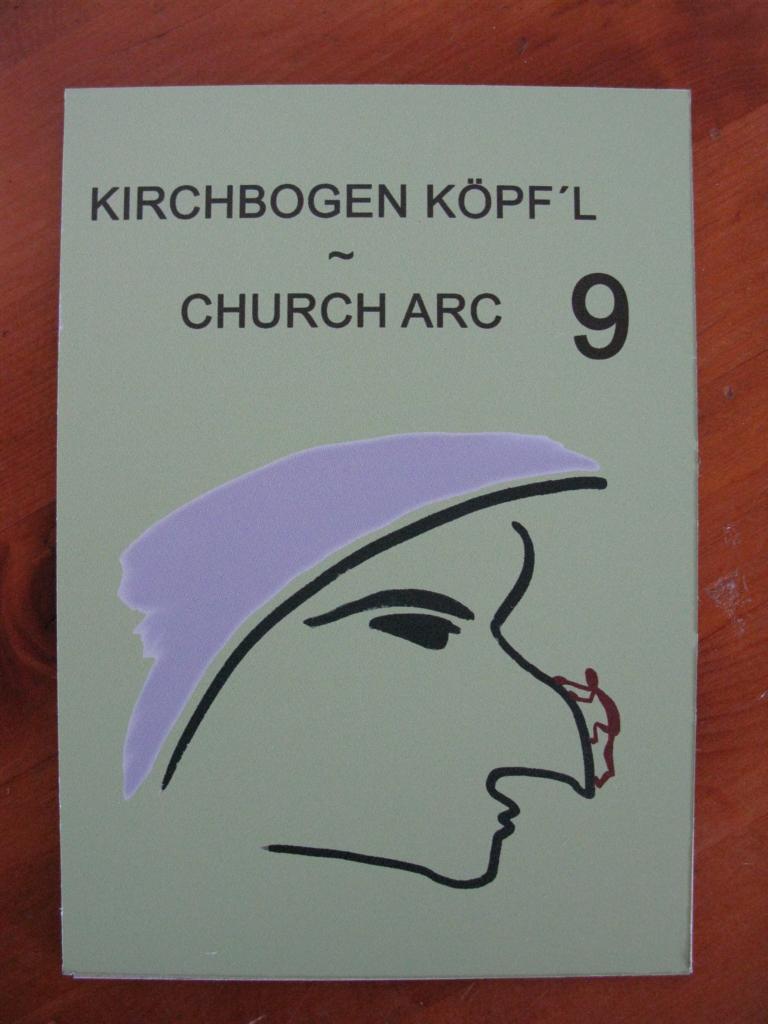 KIRCHBOGEN KÖPF´L
~
CHURCH ARC 9